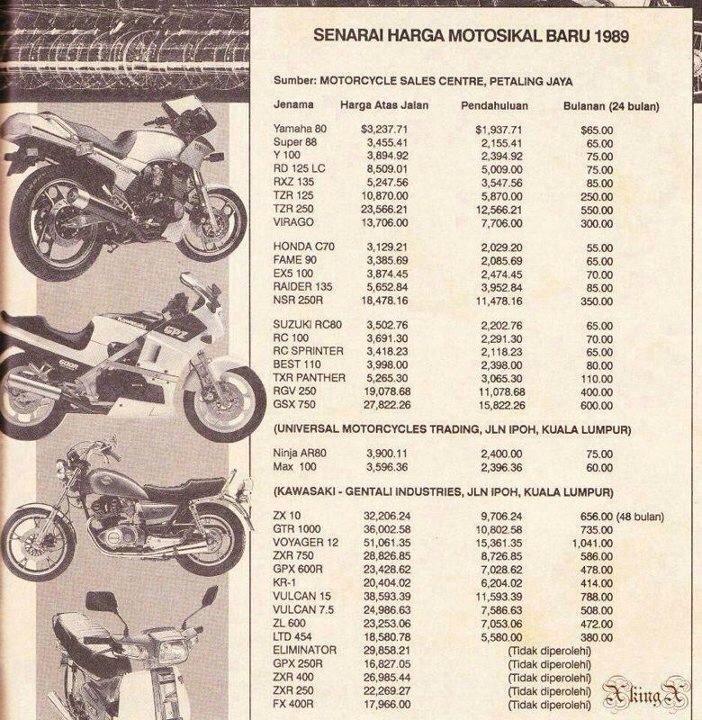 SENARAI HARGA MOTOSIKAL BARU 1989
Sumber: MOTORCYCLE SALES CENTRE, PETALING JAYA
Jenama Harga Atas Jalan Pendahuluan Bulanan (24 bulan)
Yamaha 80 $3,237.71 $1,937.71 $65.00
Super 88 3,455.41 2,155.41 65.00
Y 100 3,894.92 2,394.92 75.00
RD 125 LC 8,509.01 5,009.00 75.00
RXZ 135 5,247.56 3,547.56 85.00
TZR 125 10,870.00 5,870.00 250.00
TZR 250 23,566.21 12,566.21 550.00
VIRAGO 13,706.00 7,706.00 300.00
HONDA C70 3,129.21 2,029.20 55.00
FAME 90 3,385.69 2,085.69 65.00
EX5 100 3,874.45 2,474.45 70.00
RAIDER 135 5,652.84 3,952.84 85.00
NSR 250R 18,478.16 11,478.16 350.00
SUZUKI RC80 3,502.76 2,202.76 65.00
RC 100 3,691.30 2,291.30 70.00
RC SPRINTER 3,418.23 2,118.23 65.00
BEST 110 3,998.00 2,398.00 80.00
TXR PANTHER 5,265.30 3,065.30 110.00
RGV 250 19,078.68 11,078.68 400.00
GSX 750 27,822.26 15,822.26 600.00
(UNIVERSAL MOTORCYCLES TRADING, JLN IPOH, KUALA LUMPUR)
Ninja AR80 3,900.11 2,400.00 75.00
Max 100 3,596.36 2,396.36 60.00
(KAWASAKI - GENTALI INDUSTRIES, JLN IPOH, KUALA LUMPUR)
ZX 10 32,206.24 9,706.24 656.00 (48 bulan)
GTR 1000 36,002.58 10,802.58 735.00
VOYAGER 12 51,061.35 15,361.35 1,041.00
ZXR 750 28,826.85 8,726.85 586.00
GPX 600R 23,428.62 7,028.62 478.00
KR-1 20,404.02 6,204.02 414.00
VULCAN 15 38,593.39 11,593.39 788.00
VULCAN 7.5 24,986.63 7,586.63 508.00
ZL 600 23,253.06 7,053.06 472.00
LTD 454 18,580.78 5,580.00 380.00
ELIMINATOR 29,858.21 (Tidak diperolehi)
GPX 250R 16,827.05 (Tidak diperolehi)
ZXR 400 26,985.44 (Tidak diperolehi)
ZXR 250 22,269.27 (Tidak diperolehi)
FX 400R 17,966.00 (Tidak diperolehi)
XkingX
GPZ